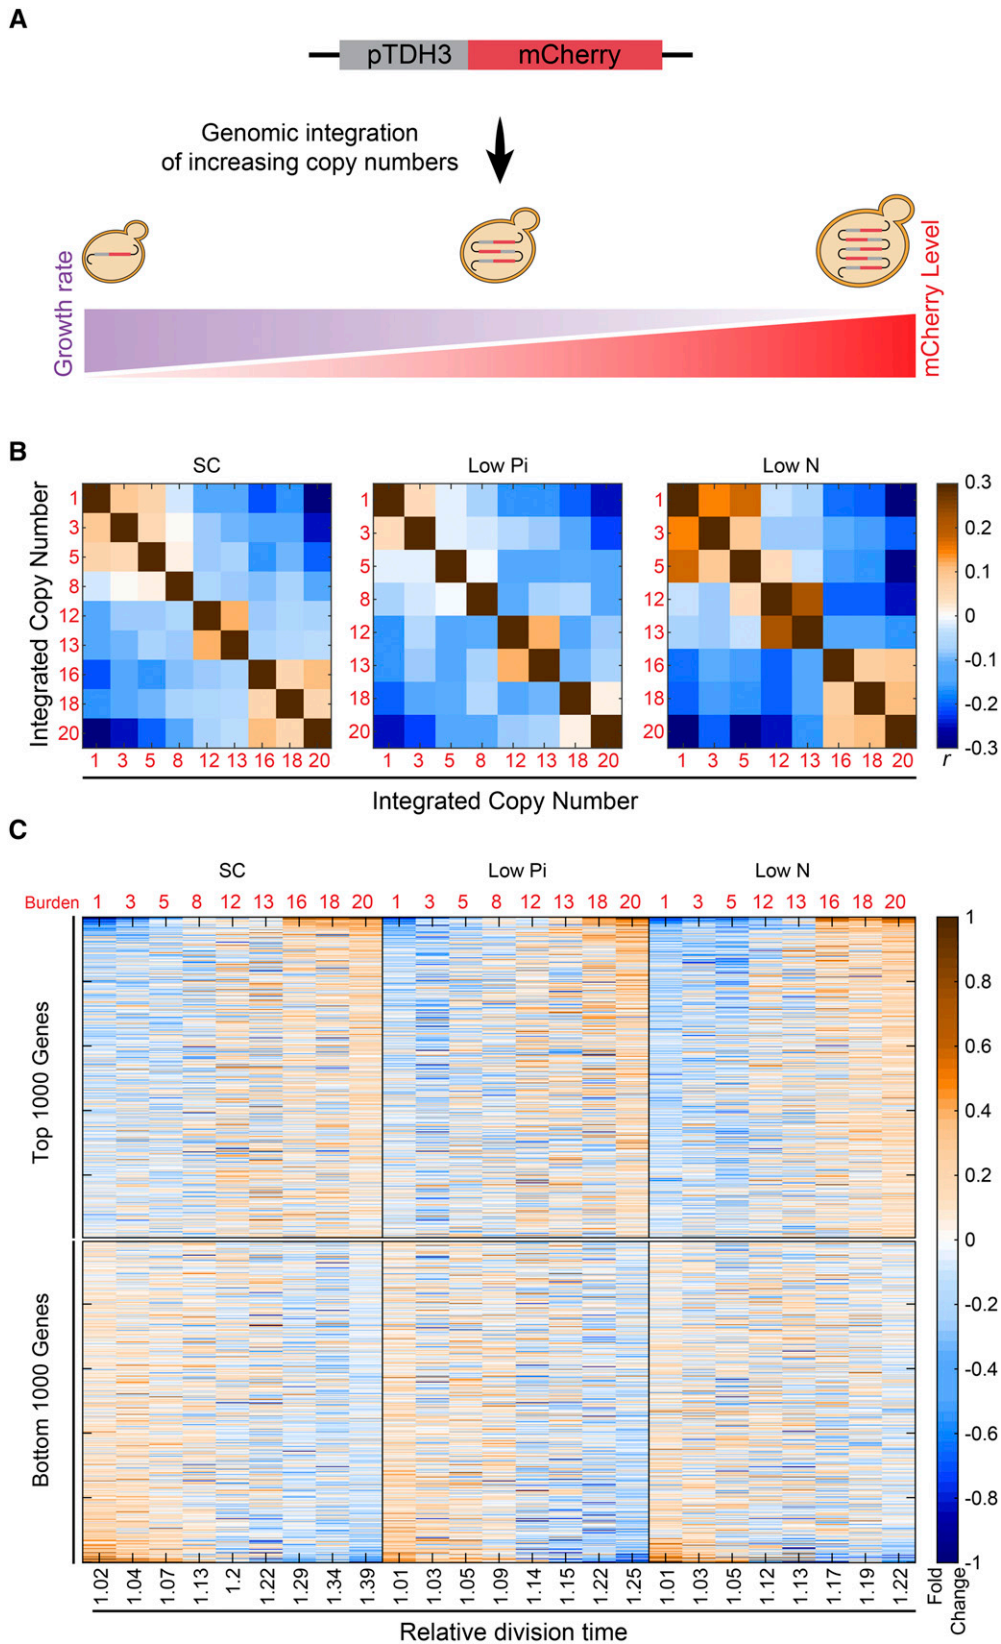 A
pTDH3 mCherry
Genomic integration
of increasing copy numbers
Growth rate
mCherry Level
B
SC Low Pi Low N
Integrated Copy Number
1
3
5
8
12
13
16
18
20
1 3 5 8 12 13 16 18 20
1
3
5
8
12
13
18
20
1 3 5 8 12 13 18 20
1
3
5
12
13
16
18
20
1 3 5 12 13 16 18 20
0.3
0.2
0.1
0
-0.1
-0.2
-0.3
r
Integrated Copy Number
C
SC Low Pi Low N
Burden 1 3 5 8 12 13 16 18 20 1 3 5 8 12 13 18 20 1 3 5 12 13 16 18 20
Top 1000 Genes
Bottom 1000 Genes
1
0.8
0.6
0.4
0.2
0
-0.2
-0.4
-0.6
-0.8
-1
Fold
Change
1.02 1.04 1.07 1.13 1.2 1.22 1.29 1.34 1.39 1.01 1.03 1.05 1.09 1.14 1.15 1.22 1.25 1.01 1.03 1.05 1.12 1.13 1.17 1.19 1.22
Relative division time